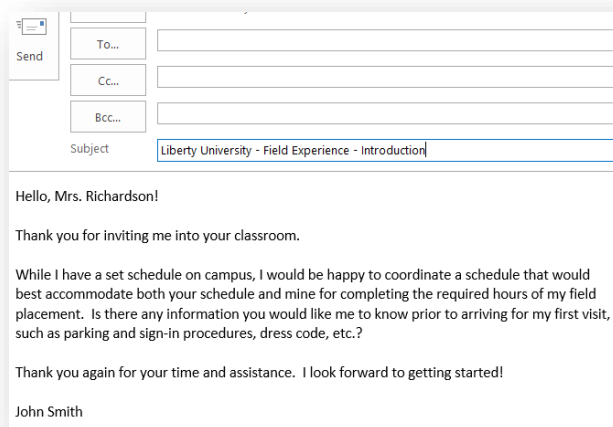 To...
Send
Cc...
Bcc...
Subject
Liberty University - Field Experience - Introduction
Hello, Mrs. Richardson!
Thank you for inviting me into your classroom.
While I have a set schedule on campus, I would be happy to coordinate a schedule that would
best accommodate both your schedule and mine for completing the required hours of my field
placement.  Is there any information you would like me to know prior to arriving for my first visit,
such as parking and sign-in procedures, dress code, etc.?
Thank you again for your time and assistance.  I look forward to getting started!
John Smith